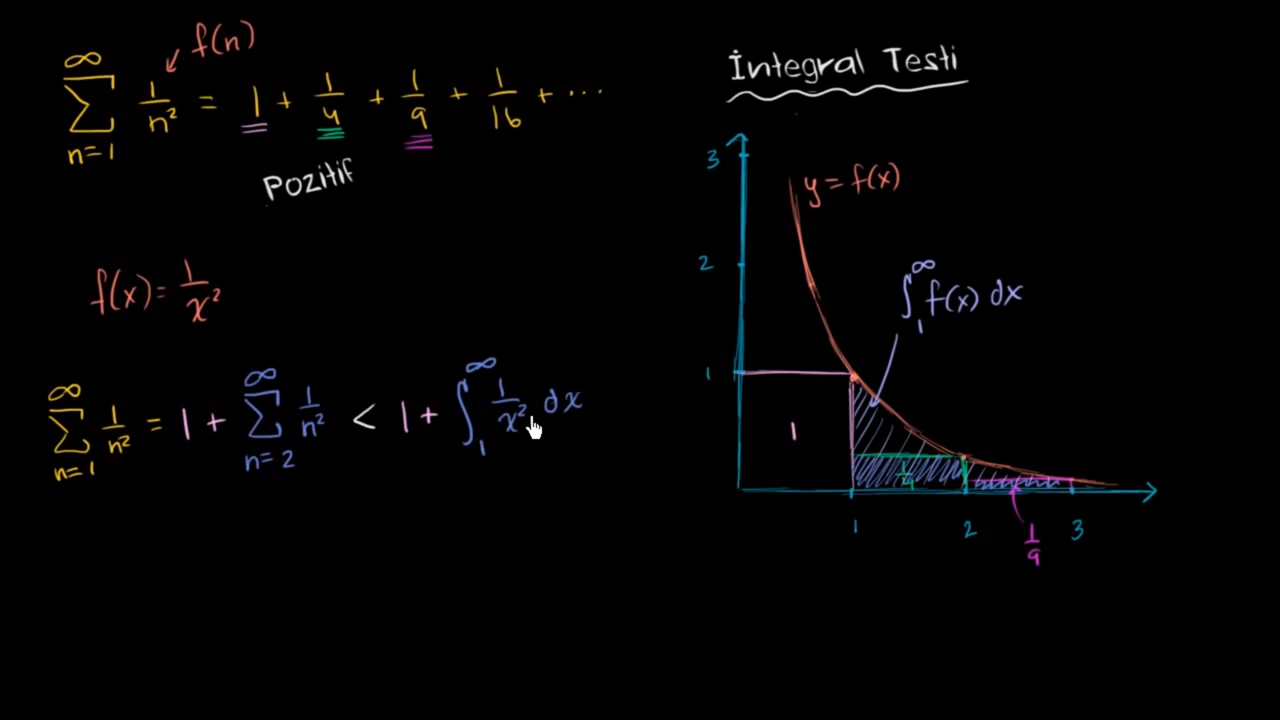 f(n)
∞ ∑ n=1 1/n² = 1 + 1/4 + 1/9 + 1/16 + ...
Pozitif
f(x) = 1/x²
∞ ∑ n=1 1/n² = 1 + ∞ ∑ n=2 1/n² < 1 + ∫₁^∞ 1/x² dx
İntegral Testi
3
y = f(x)
2
∫₁^∞ f(x) dx
1
1
1/4
1 2 3
1/9